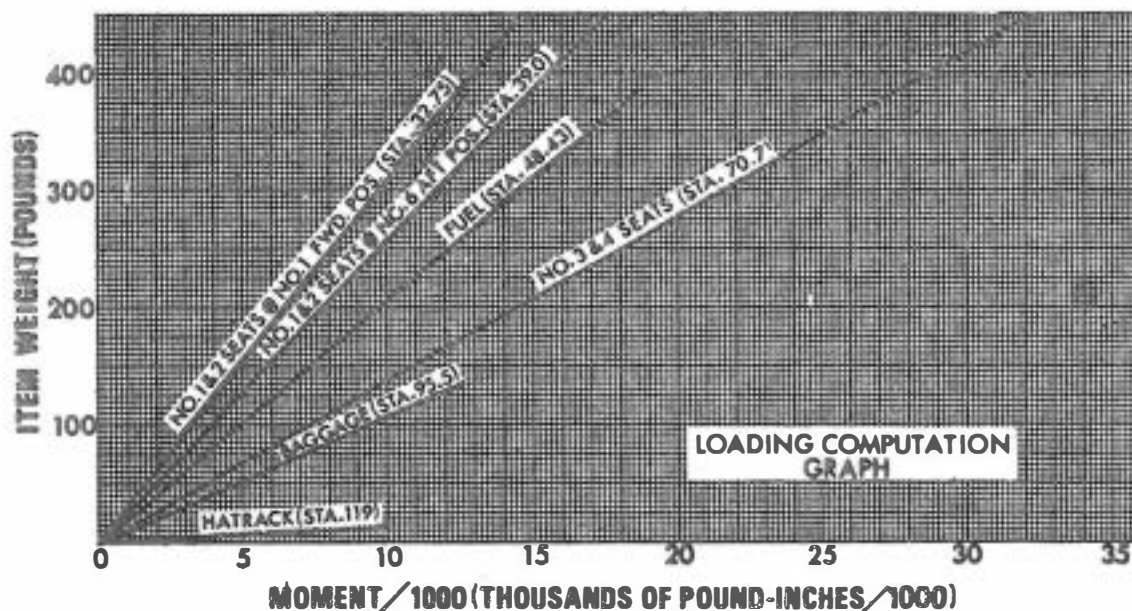 ITEM WEIGHT (POUNDS)
400
300
200
100
0
5
10
15
20
25
30
35
NO. 1 & 2 SEATS @ NO. 1 FWD. POS. (STA. 32.75)
NO. 1 & 2 SEATS @ NO. 6 AFT POS. (STA. 39.0)
FUEL (STA. 48.43)
NO. 3 & 4 SEATS (STA. 70.7)
BAGGAGE (STA. 95.5)
HATRACK (STA. 119)
LOADING COMPUTATION
GRAPH
MOMENT/1000 (THOUSANDS OF POUND-INCHES/1000)